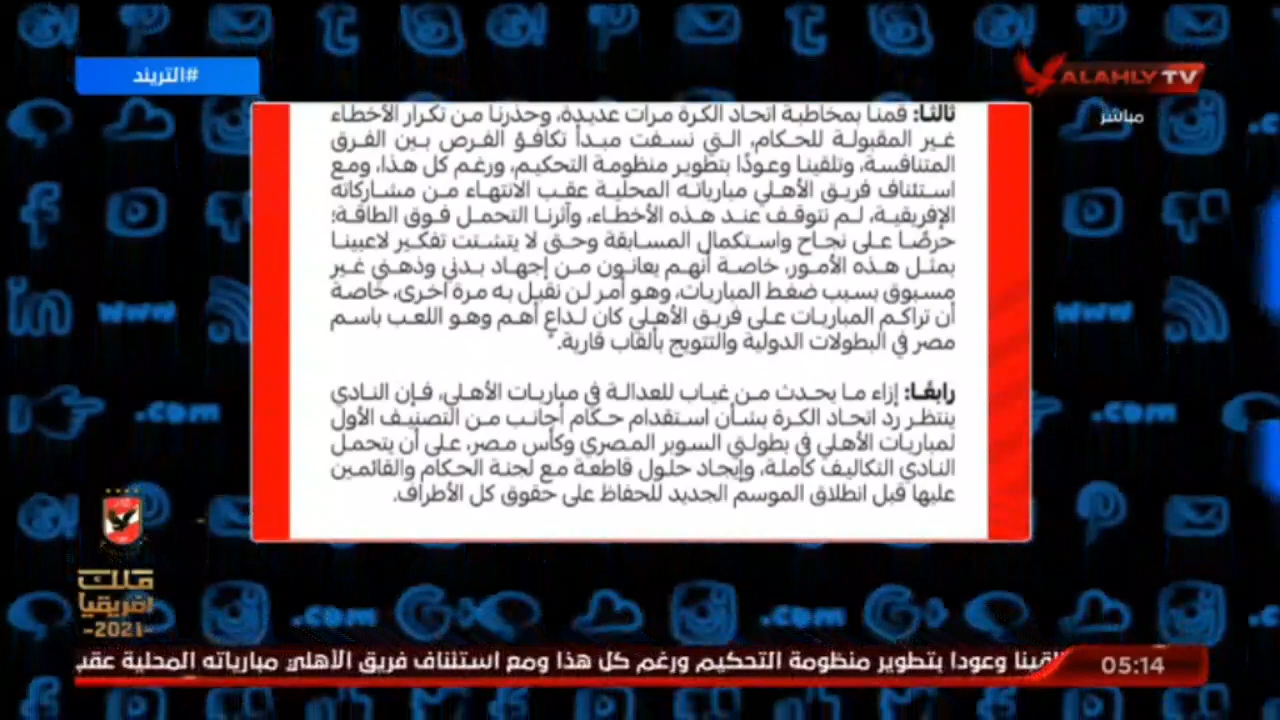 #التريند
ALAHLY TV
مباشر
ثالثًا: قمنا بمخاطبة اتحاد الكرة مرات عديدة، وحذرنا من تكرار الأخطاء
غير المقبولة للحكام، التي نسفت مبدأ تكافؤ الفرص بين الفرق
المتنافسة، وتلقينا وعودًا بتطوير منظومة التحكيم، ورغم كل هذا، ومع
استئناف فريق الأهلي مبارياته المحلية عقب الانتهاء من مشاركاته
الإفريقية، لم نتوقف عند هذه الأخطاء، وآثرنا التحمل فوق الطاقة؛
حرصًا على نجاح واستكمال المسابقة وحتى لا يتشتت تفكير لاعبينا
بمثل هذه الأمور، خاصة أنهم يعانون من إجهاد بدني وذهني غير
مسبوق بسبب ضغط المباريات، وهو أمر لن نقبل به مرة أخرى، خاصة
أن تراكم المباريات على فريق الأهلي كان لداعٍ أهم وهو اللعب باسم
مصر في البطولات الدولية والتتويج بألقاب قارية.
رابعًا: إزاء ما يحدث من غياب للعدالة في مباريات الأهلي، فإن النادي
ينتظر رد اتحاد الكرة بشأن استقدام حكام أجانب من التصنيف الأول
لمباريات الأهلي في بطولتي السوبر المصري وكأس مصر، على أن يتحمل
النادي التكاليف كاملة، وإيجاد حلول قاطعة مع لجنة الحكام والقائمين
عليها قبل انطلاق الموسم الجديد للحفاظ على حقوق كل الأطراف.
www
www
.com
.com
.com
.com
ملك
افريقيا
-2021-
وعودا بتطوير منظومة التحكيم ورغم كل هذا ومع استئناف فريق الأهلي مبارياته المحلية عقب
05:14